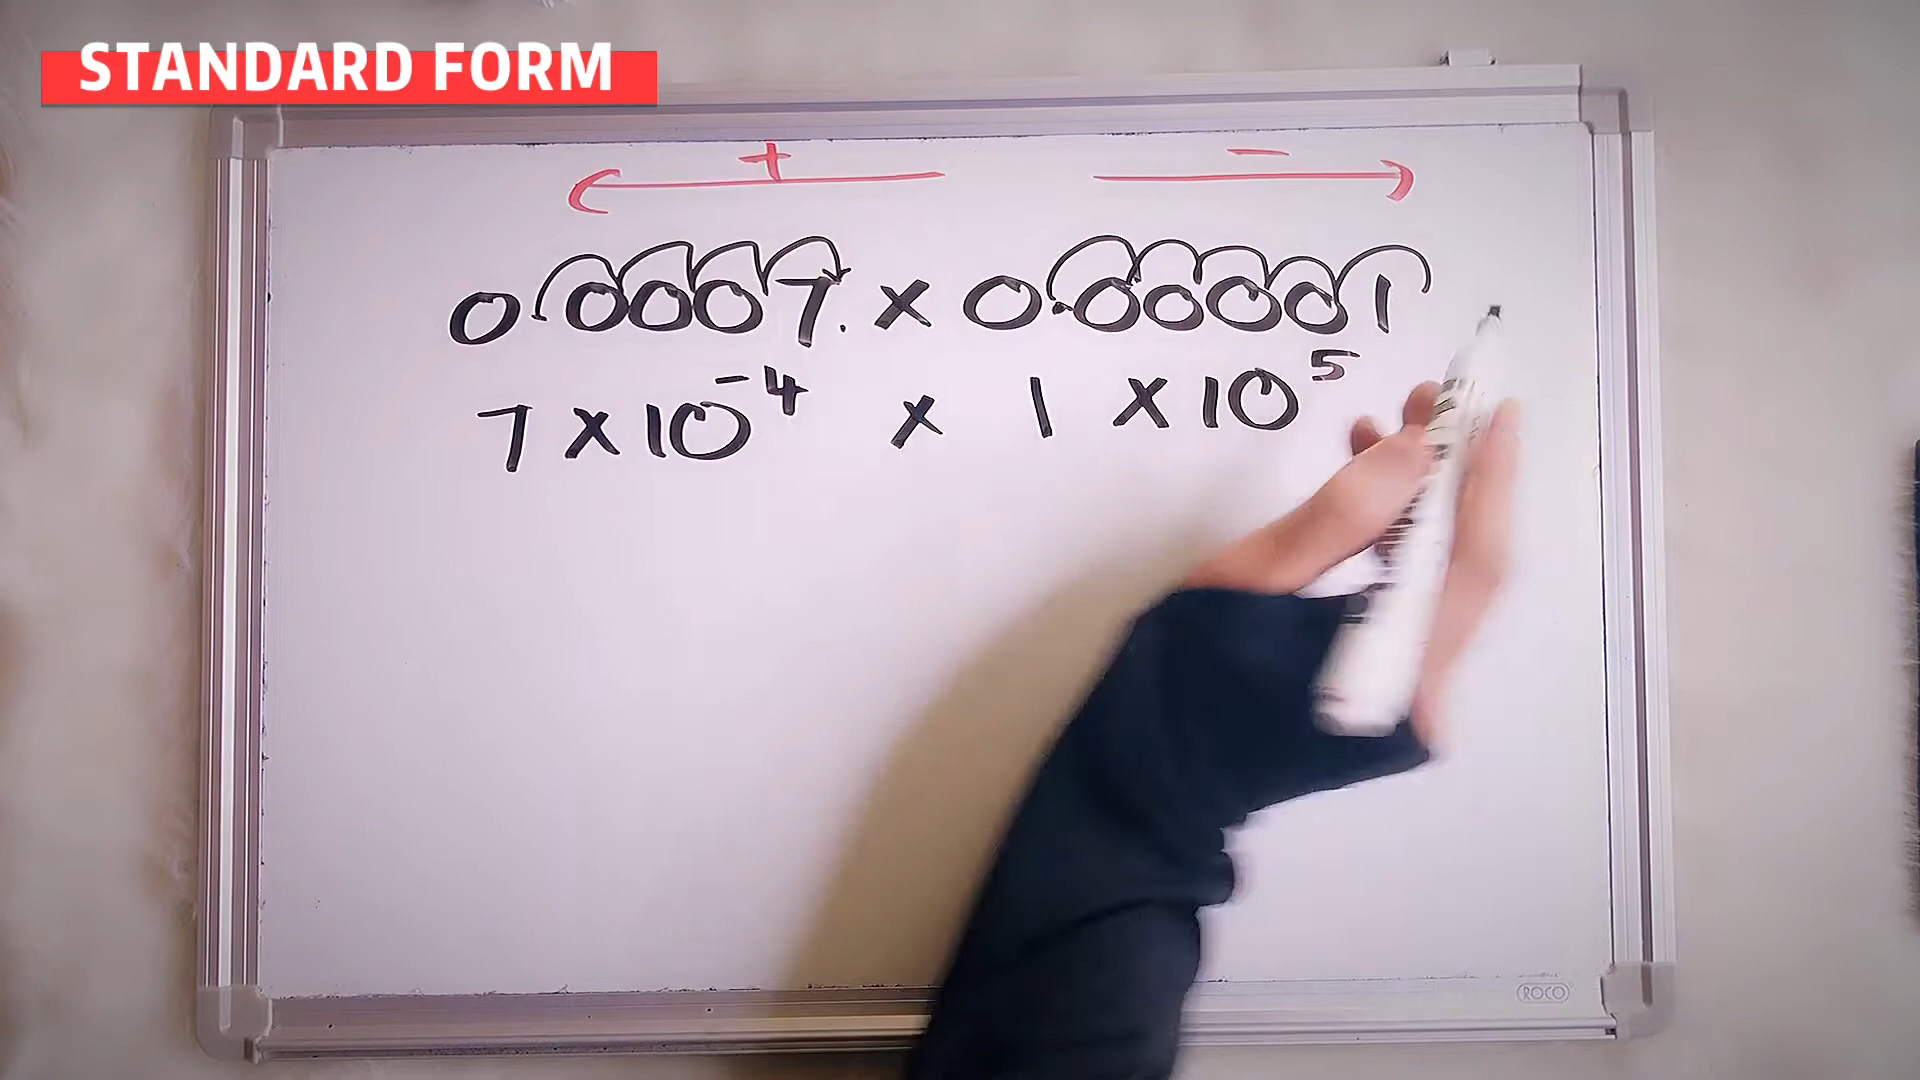 STANDARD FORM
+ −
0.0007. × 0.00001
7 × 10⁻⁴ × 1 × 10⁵
ROCO